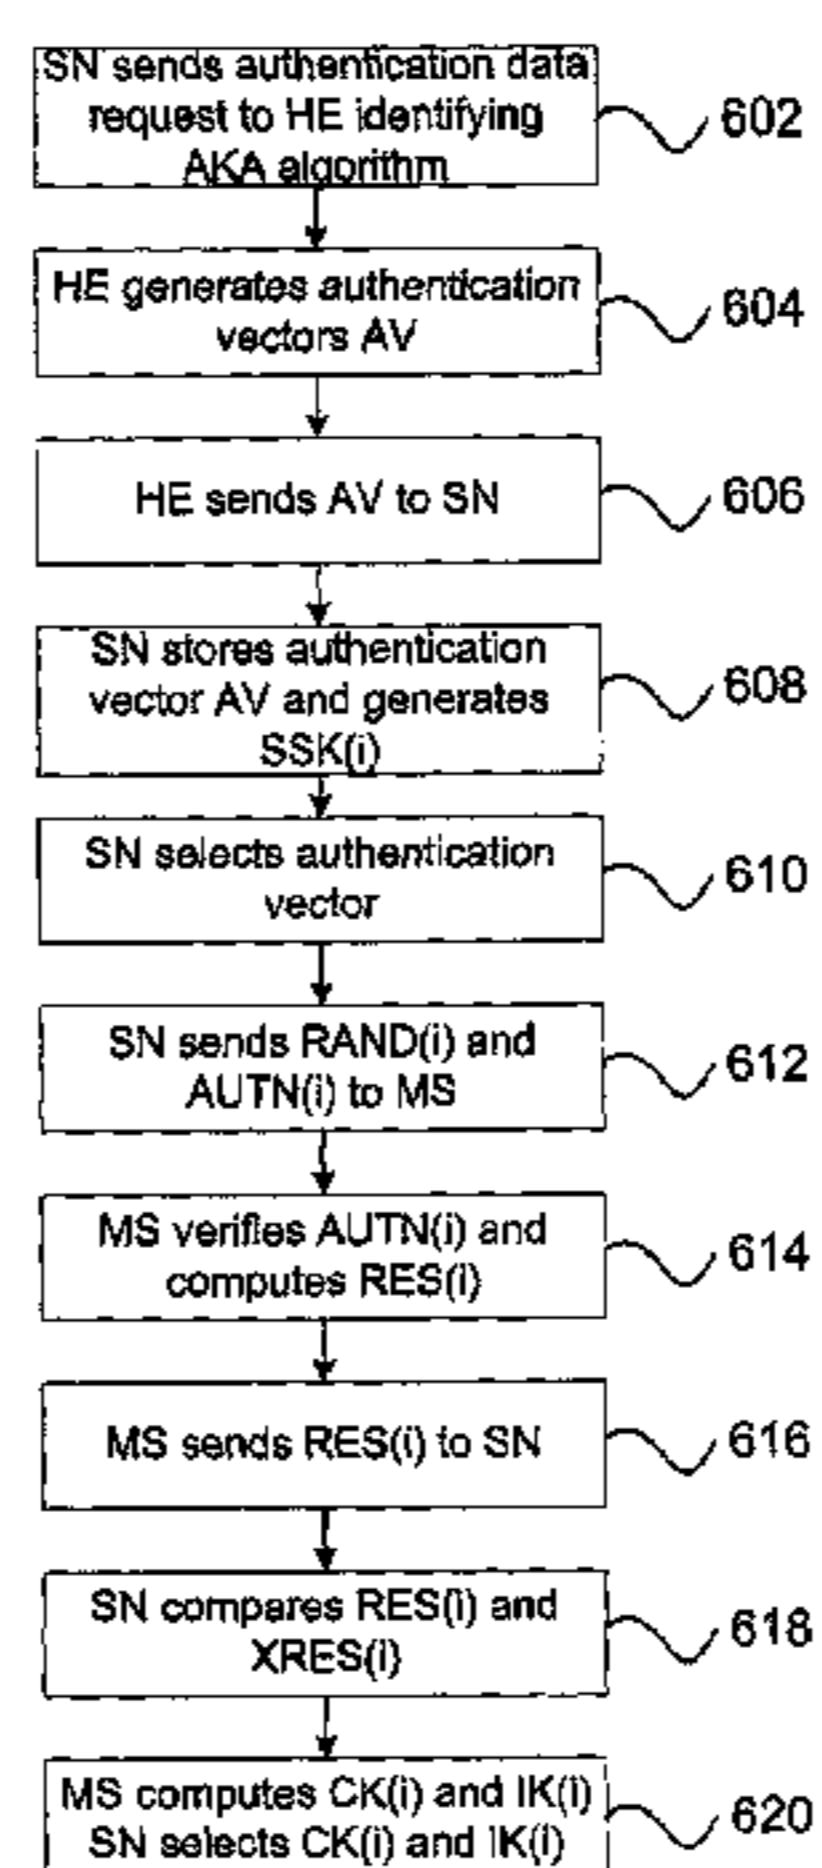 SN sends authentication data
request to HE identifying
AKA algorithm
602
HE generates authentication
vectors AV
604
HE sends AV to SN
606
SN stores authentication
vector AV and generates
SSK(i)
608
SN selects authentication
vector
610
SN sends RAND(i) and
AUTN(i) to MS
612
MS verifies AUTN(i) and
computes RES(i)
614
MS sends RES(i) to SN
616
SN compares RES(i) and
XRES(i)
618
MS computes CK(i) and IK(i)
SN selects CK(i) and IK(i)
620